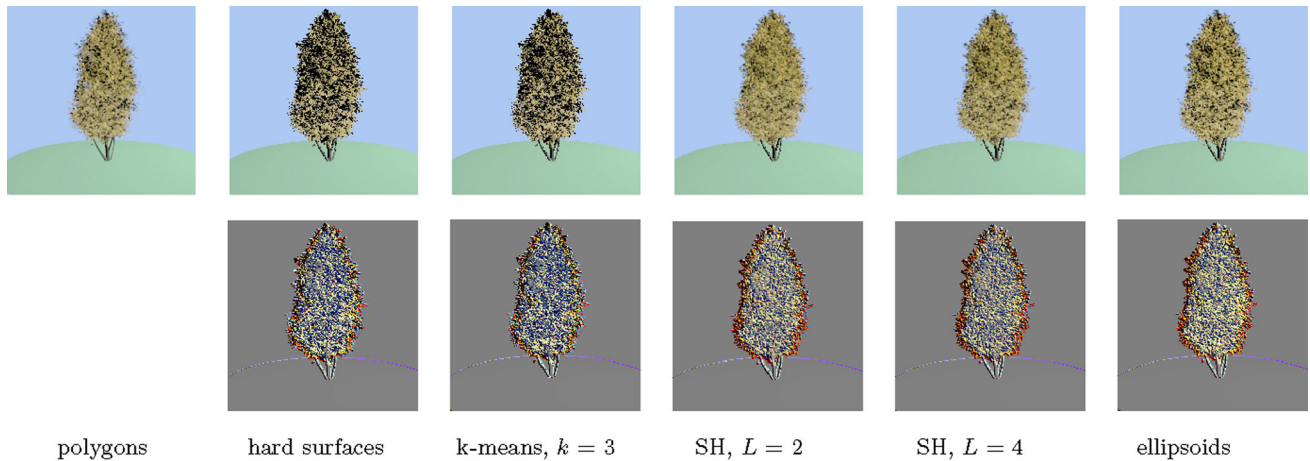 polygons hard surfaces k-means, k = 3 SH, L = 2 SH, L = 4 ellipsoids